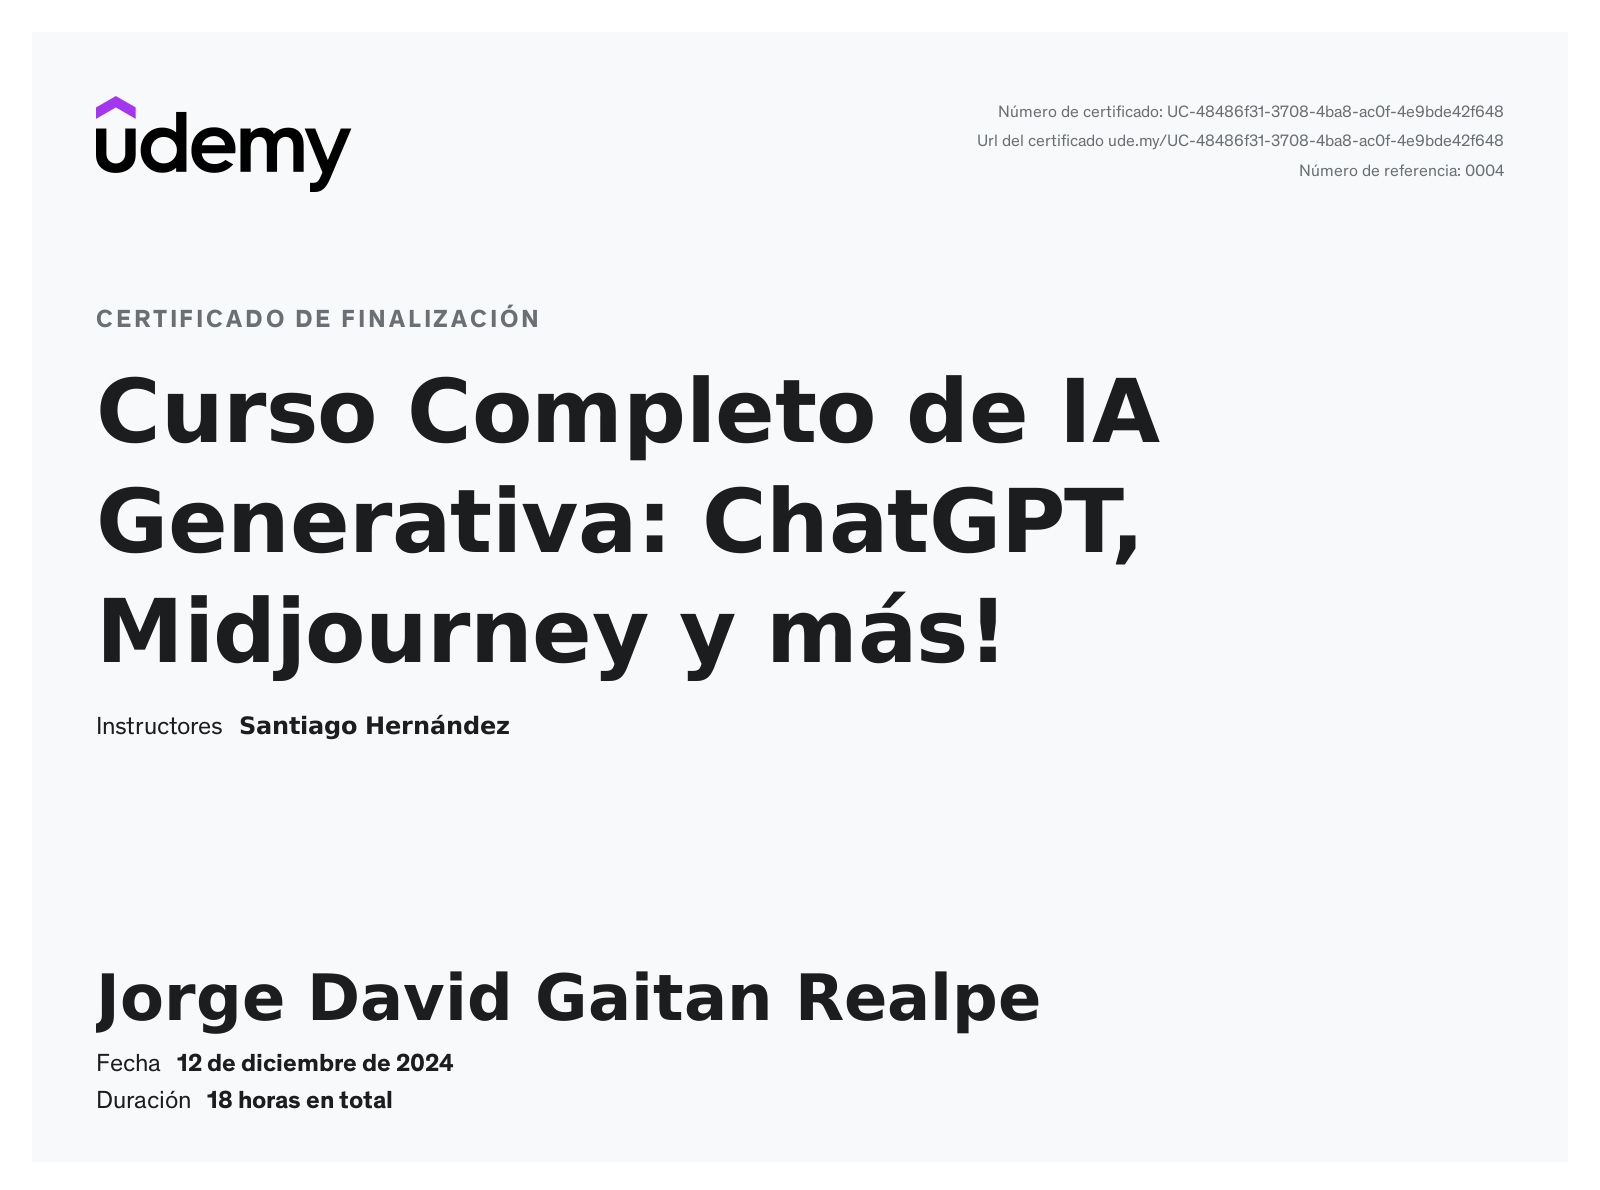 udemy
Número de certificado: UC-48486f31-3708-4ba8-ac0f-4e9bde42f648
Url del certificado ude.my/UC-48486f31-3708-4ba8-ac0f-4e9bde42f648
Número de referencia: 0004
CERTIFICADO DE FINALIZACIÓN
Curso Completo de IA
Generativa: ChatGPT,
Midjourney y más!
Instructores Santiago Hernández
Jorge David Gaitan Realpe
Fecha 12 de diciembre de 2024
Duración 18 horas en total